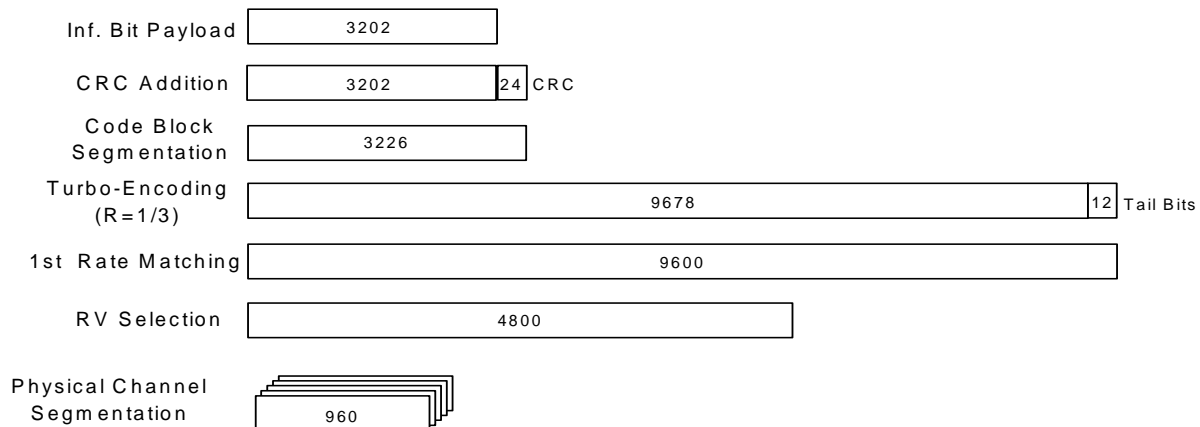 Inf. Bit Payload 3202
CRC Addition 3202 24 CRC
Code Block
Segmentation 3226
Turbo-Encoding
(R=1/3) 9678 12 Tail Bits
1st Rate Matching 9600
RV Selection 4800
Physical Channel
Segmentation 960